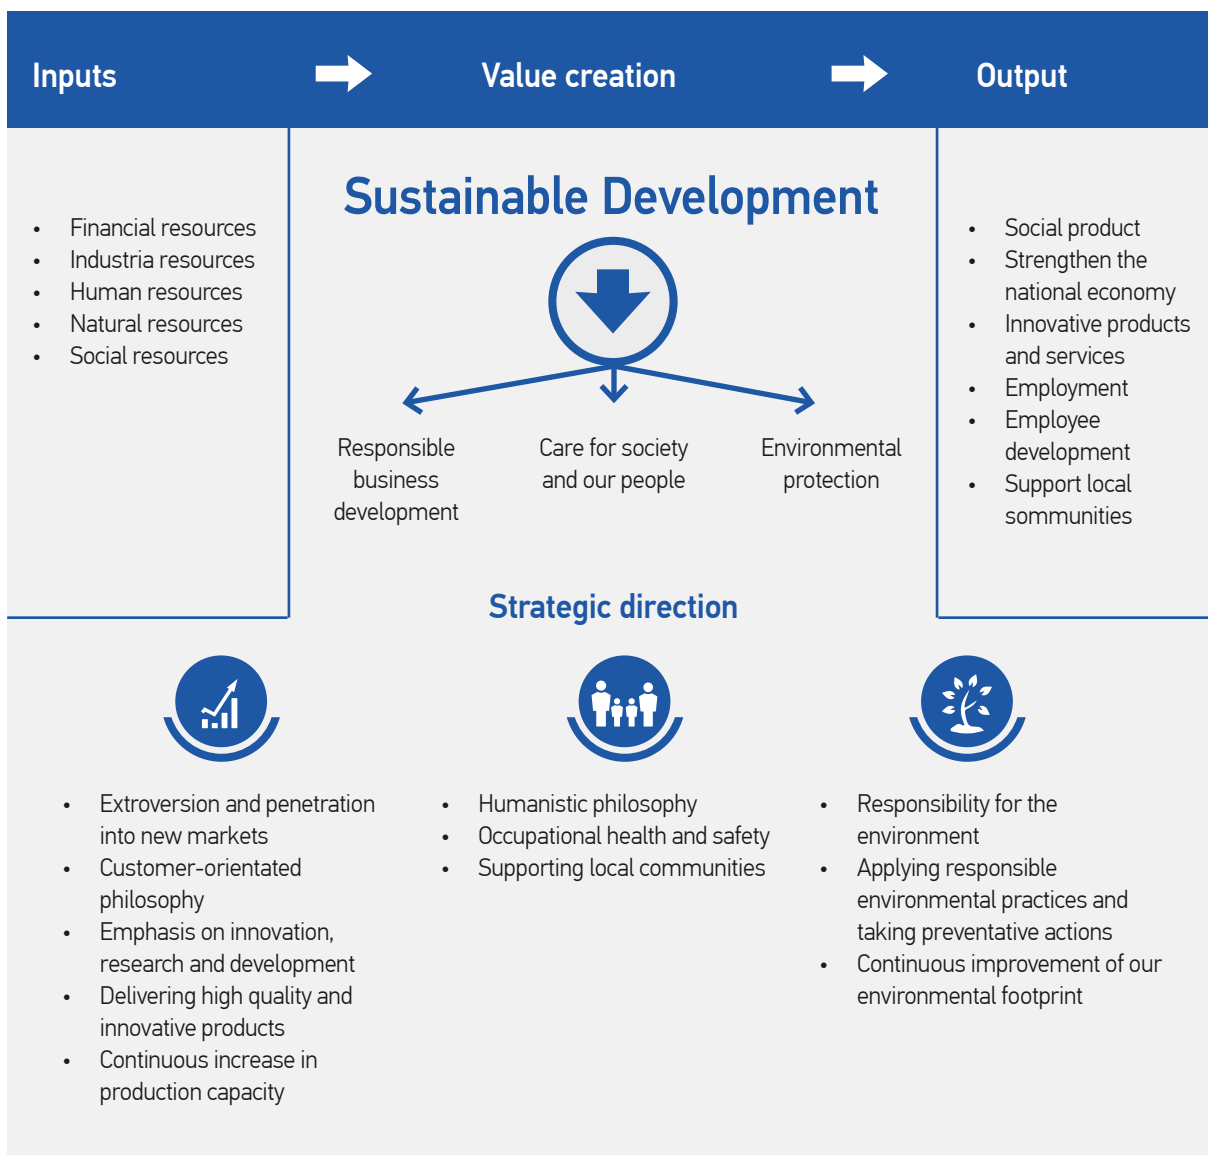 Inputs
Value creation
Output
• Financial resources
• Industria resources
• Human resources
• Natural resources
• Social resources
Sustainable Development
Responsible
business
development
Care for society
and our people
Environmental
protection
• Social product
• Strengthen the
national economy
• Innovative products
and services
• Employment
• Employee
development
• Support local
sommunities
Strategic direction
• Extroversion and penetration
into new markets
• Customer-orientated
philosophy
• Emphasis on innovation,
research and development
• Delivering high quality and
innovative products
• Continuous increase in
production capacity
• Humanistic philosophy
• Occupational health and safety
• Supporting local communities
• Responsibility for the
environment
• Applying responsible
environmental practices and
taking preventative actions
• Continuous improvement of our
environmental footprint